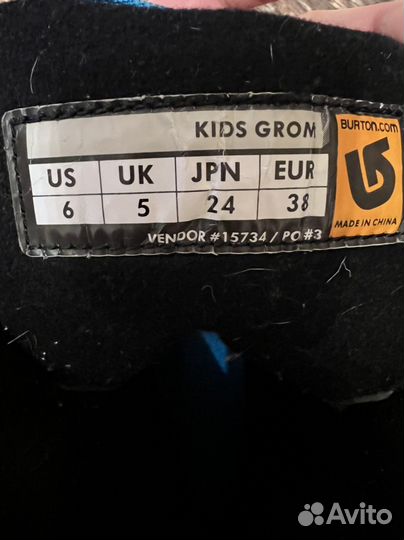 KIDS GROM
BURTON.com
US UK JPN EUR
6 5 24 38
MADE IN CHINA
VENDOR #15734 / PO #3
Avito